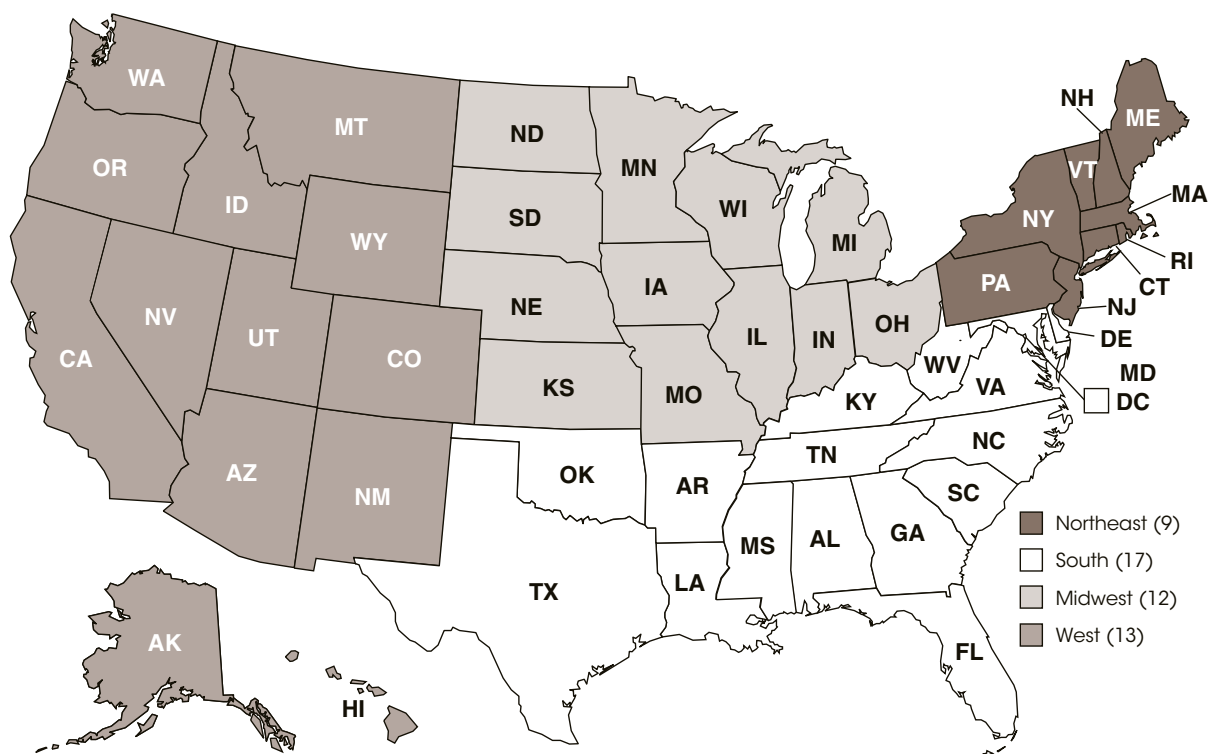 WA
MT
ND
MN
NH
ME
OR
ID
SD
WI
VT
MA
WY
NY
MI
RI
CT
NV
UT
NE
IA
PA
NJ
CA
CO
IL
IN
OH
DE
MD
DC
KS
MO
WV
VA
KY
AZ
NM
OK
TN
NC
AR
SC
MS
AL
GA
TX
LA
FL
AK
HI
Northeast (9)
South (17)
Midwest (12)
West (13)